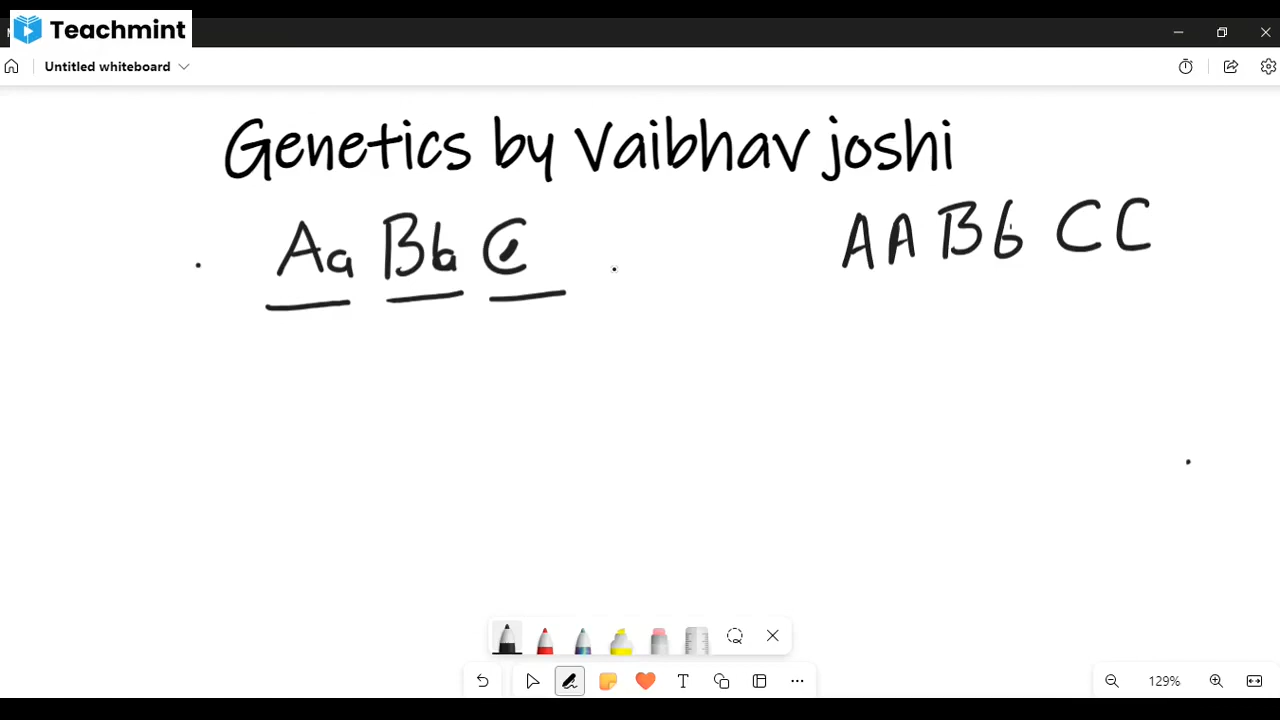 Teachmint
Untitled whiteboard
Genetics by Vaibhav joshi
Aa Bb C
AA Bb CC
129%